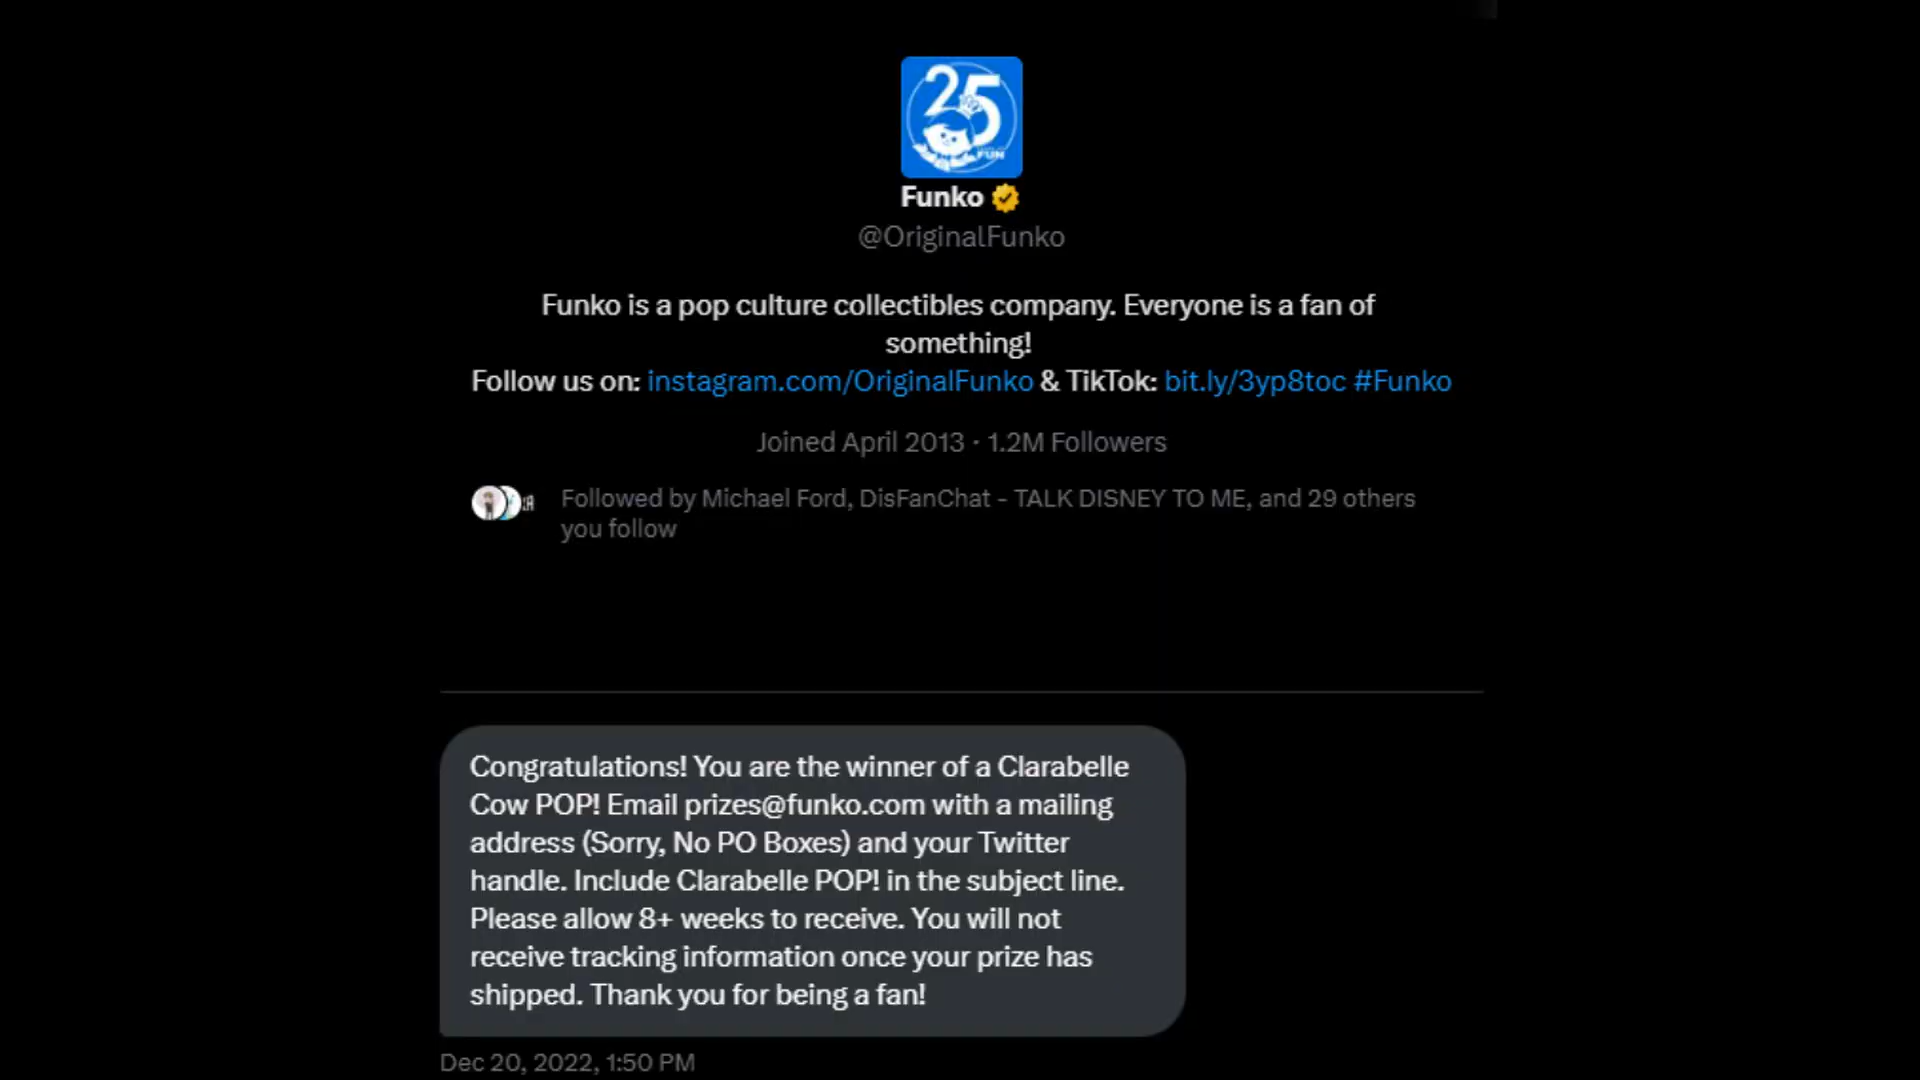 25
FUN
Funko
@OriginalFunko
Funko is a pop culture collectibles company. Everyone is a fan of
something!
Follow us on: instagram.com/OriginalFunko & TikTok: bit.ly/3yp8toc #Funko
Joined April 2013 · 1.2M Followers
Followed by Michael Ford, DisFanChat - TALK DISNEY TO ME, and 29 others
you follow
Congratulations! You are the winner of a Clarabelle
Cow POP! Email prizes@funko.com with a mailing
address (Sorry, No PO Boxes) and your Twitter
handle. Include Clarabelle POP! in the subject line.
Please allow 8+ weeks to receive. You will not
receive tracking information once your prize has
shipped. Thank you for being a fan!
Dec 20, 2022, 1:50 PM